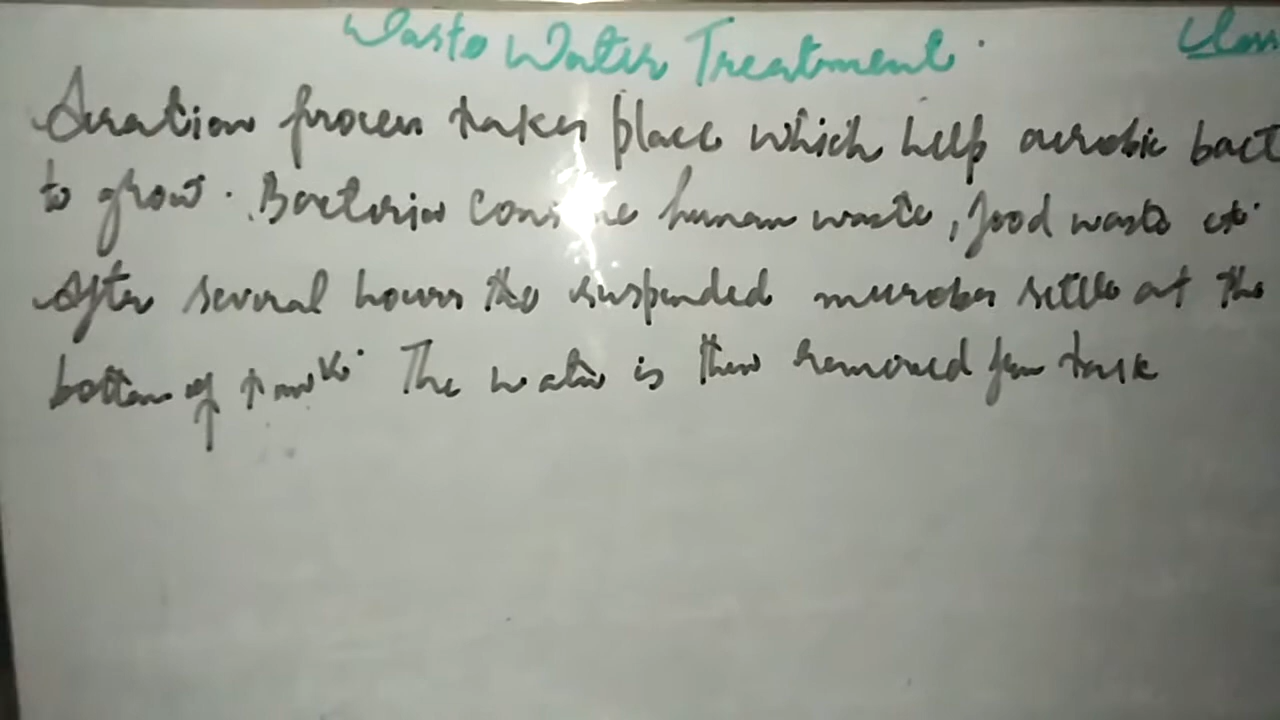 Waste Water Treatment. Class
Aeration process takes place which help aerobic bact
to grow. Bacteria consume human waste, food waste etc.
After several hours the suspended microbes settle at the
bottom of tank. The water is then removed from tank